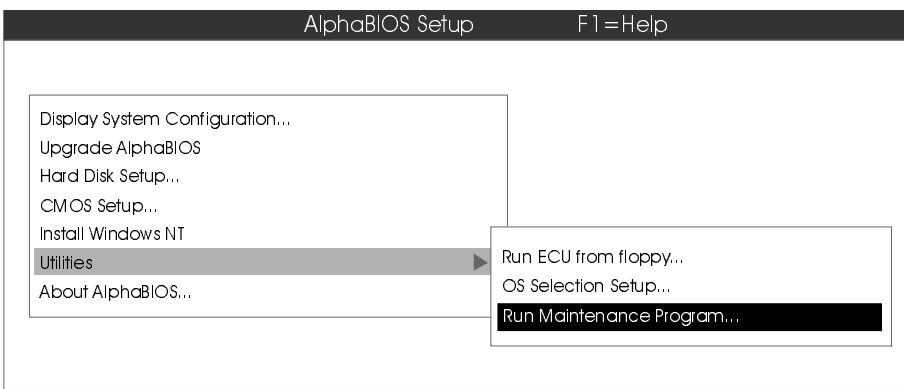 AlphaBIOS Setup F1=Help
Display System Configuration...
Upgrade AlphaBIOS
Hard Disk Setup...
CMOS Setup...
Install Windows NT
Utilities
About AlphaBIOS...
Run ECU from floppy...
OS Selection Setup...
Run Maintenance Program...